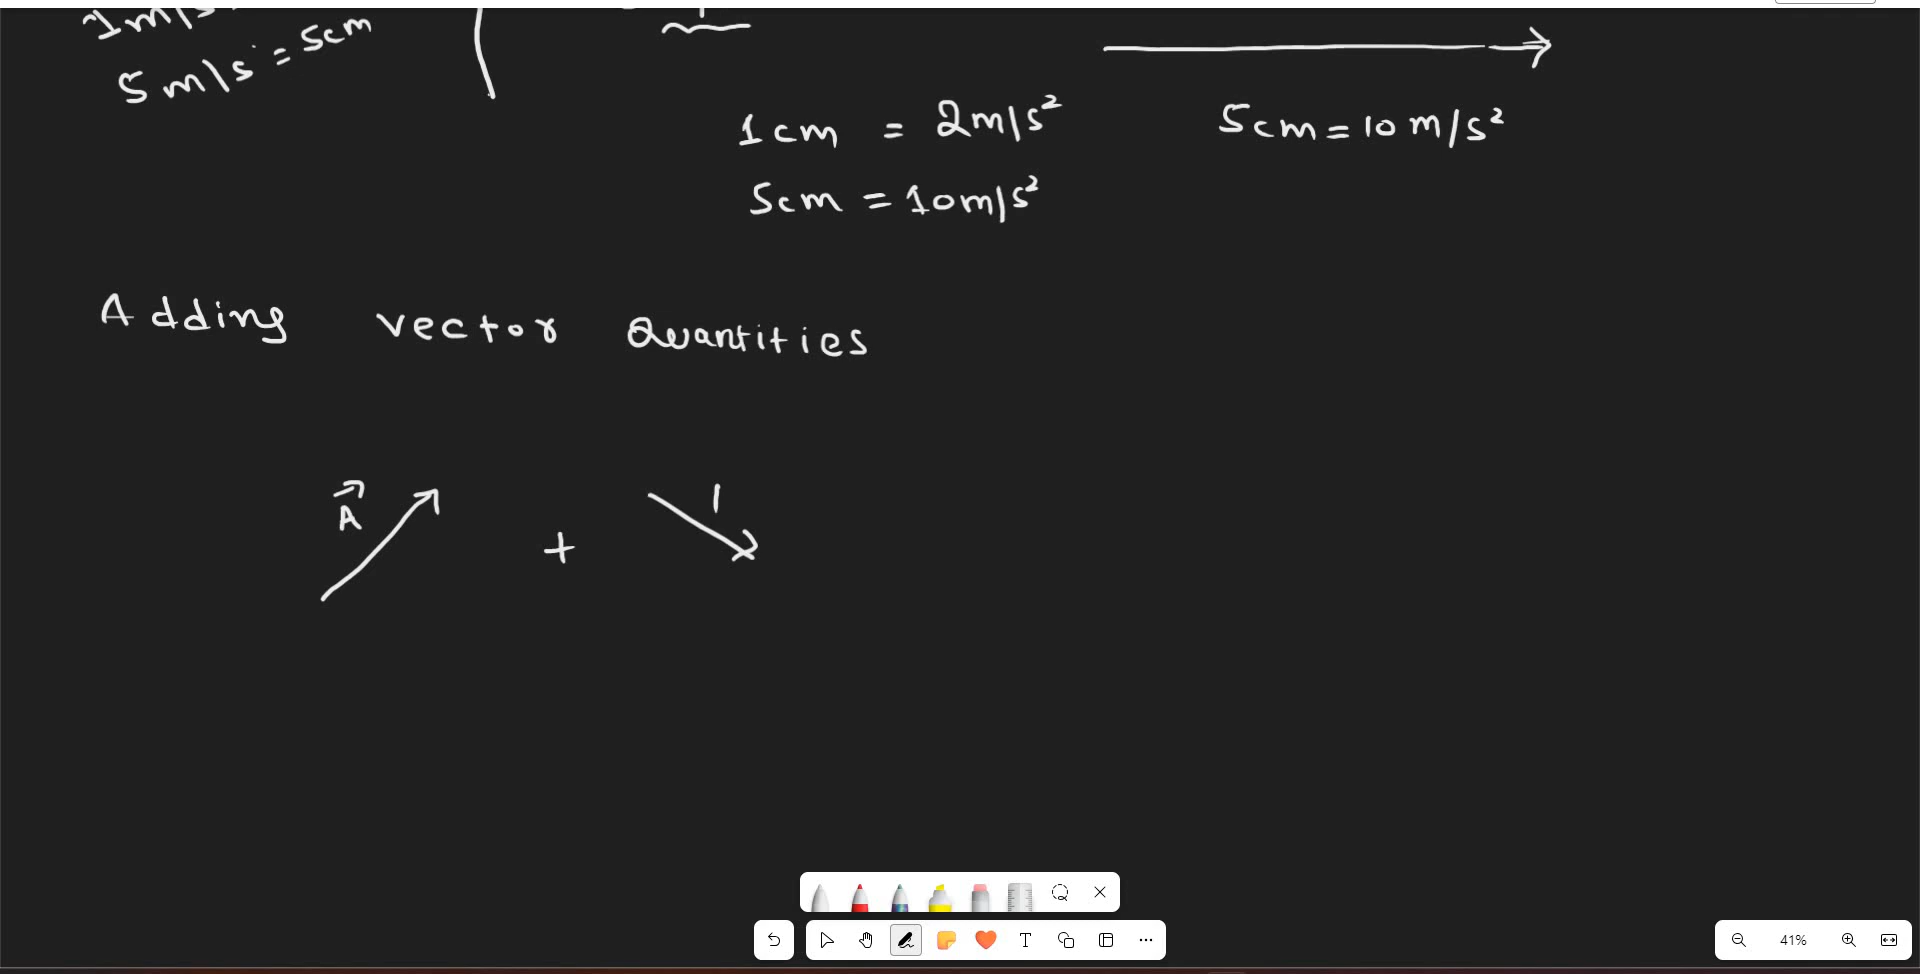 5 m/s = 5cm
1 cm = 2m/s²
5cm = 10 m/s²
5cm = 10m/s²
Adding vector Quantities
A⃗
+
41%